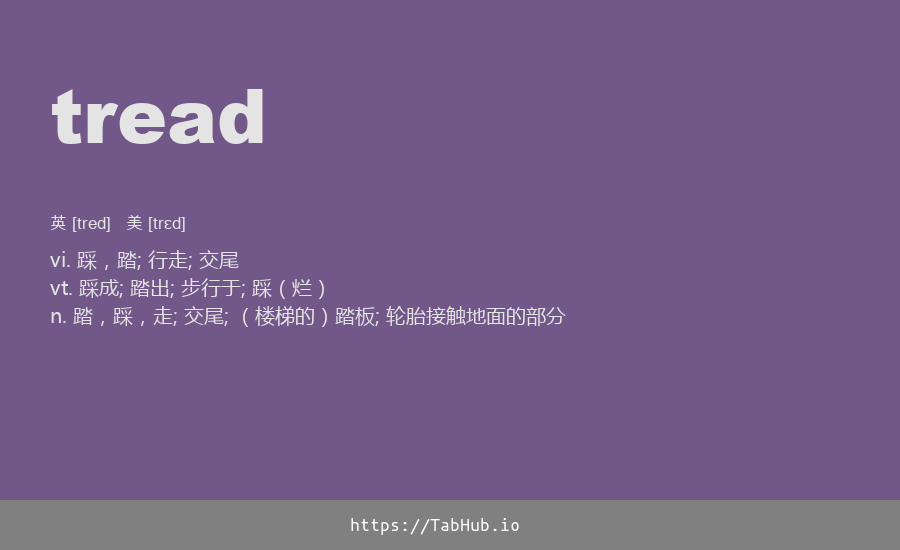 tread
英 [tred] 美 [trɛd]
vi. 踩，踏; 行走; 交尾
vt. 踩成; 踏出; 步行于; 踩（烂）
n. 踏，踩，走; 交尾; （楼梯的）踏板; 轮胎接触地面的部分
https://TabHub.io